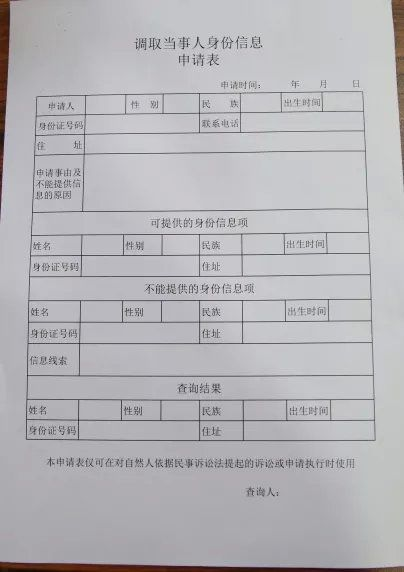 调取当事人身份信息
申请表
申请时间： 年 月 日
申请人 性 别 民 族 出生时间
身份证号码 联系电话
住 址
申请事由及
不能提供信
息的原因
可提供的身份信息项
姓名 性别 民族 出生时间
身份证号码 住址
不能提供的身份信息项
姓名 性别 民族 出生时间
身份证号码 住址
信息线索
查询结果
姓名 性别 民族 出生时间
身份证号码 住址
本申请表仅可在对自然人依据民事诉讼法提起的诉讼或申请执行时使用
查询人：